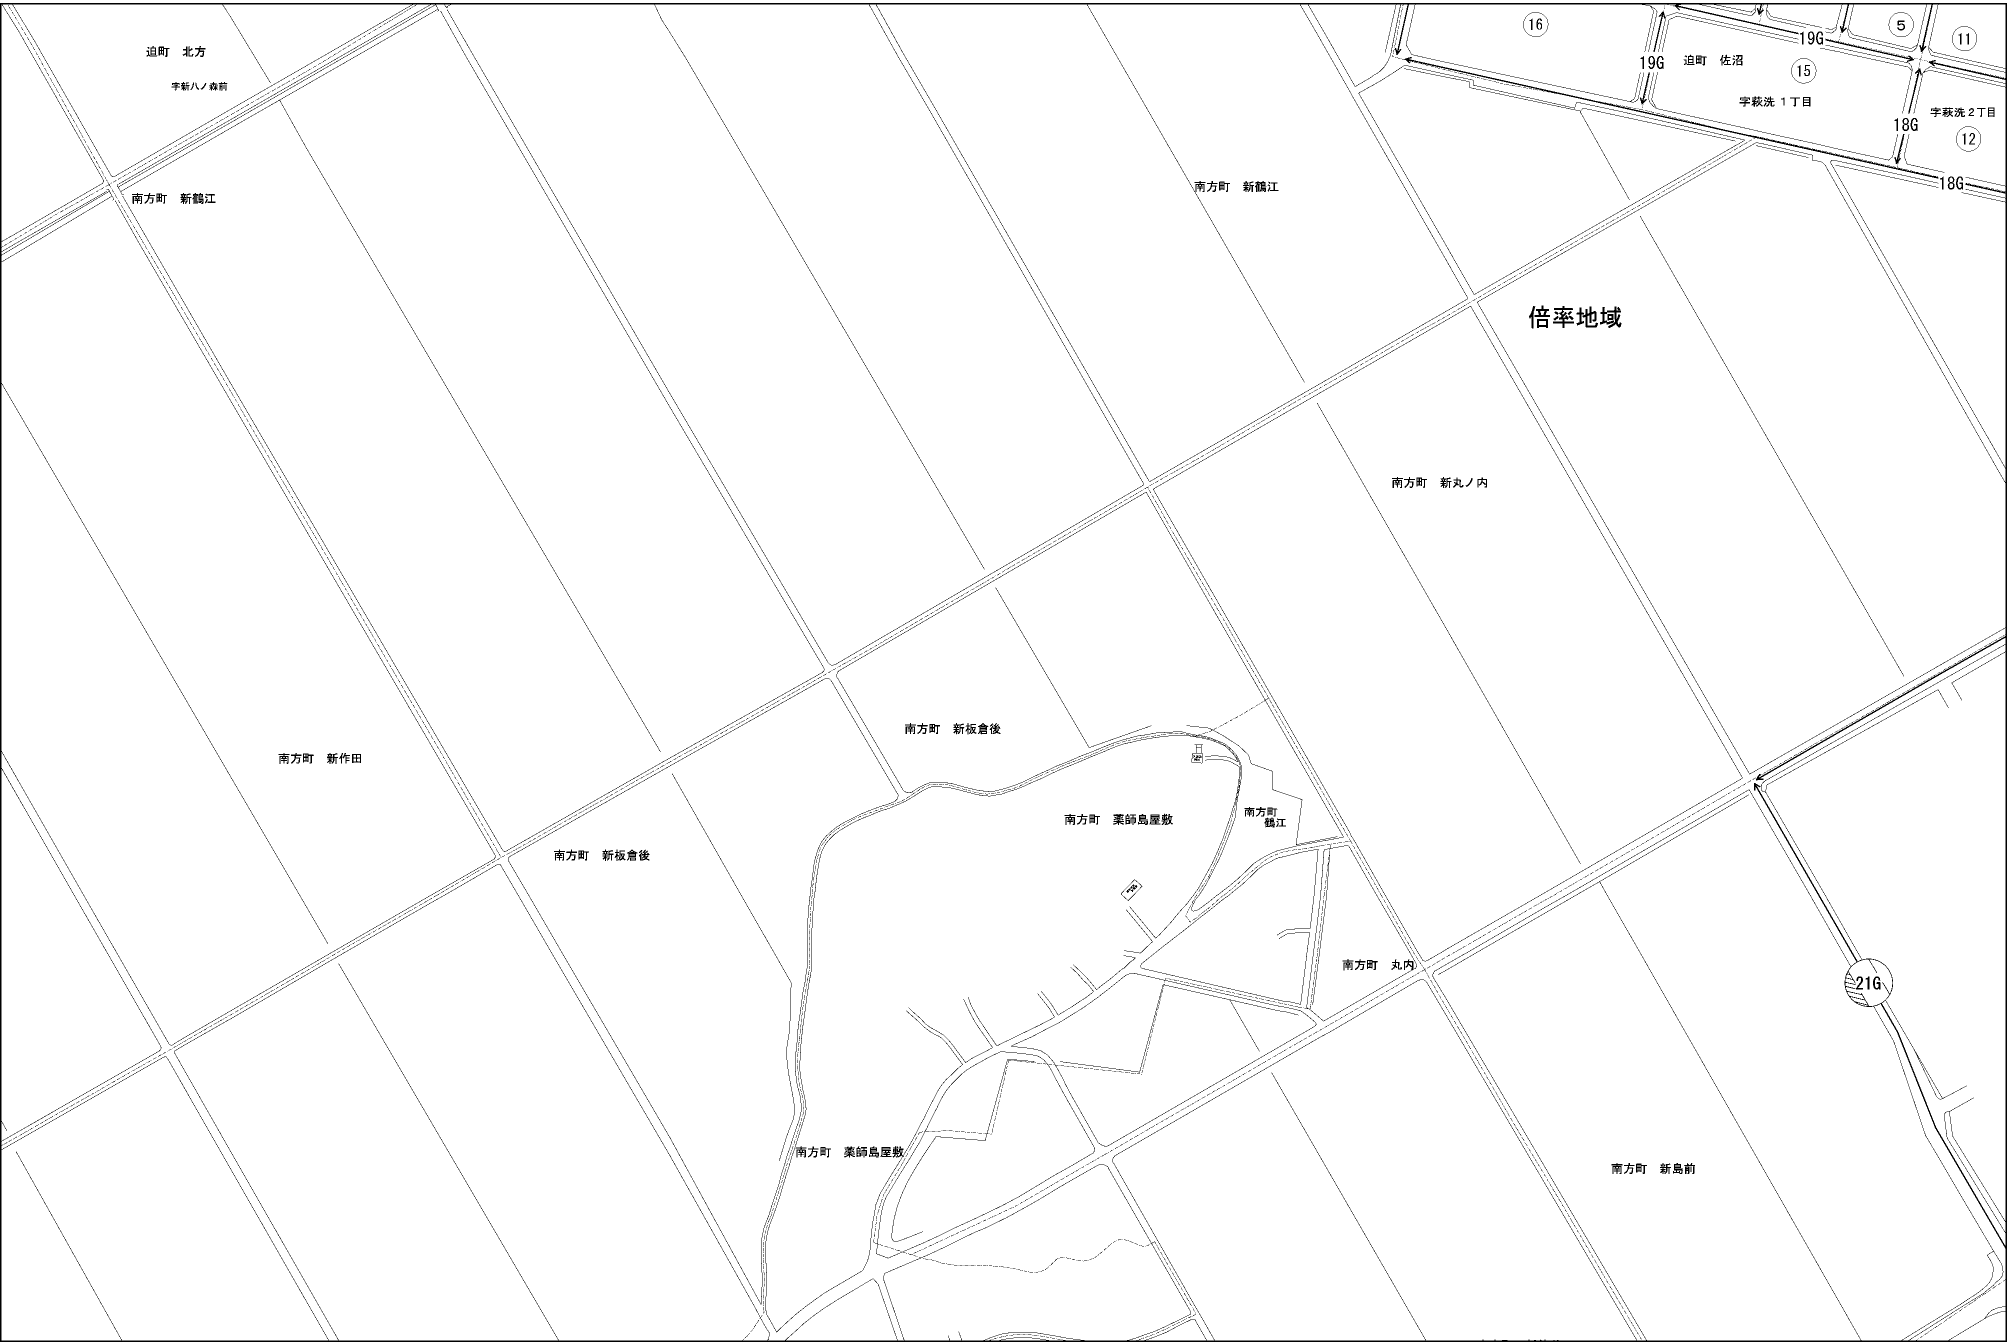 16
5
11
19G
迫町　北方
19G
迫町　佐沼
15
字新八ノ森前
字萩洗１丁目
字萩洗２丁目
18G
12
18G
南方町　新鶴江
南方町　新鶴江
倍率地域
南方町　新丸ノ内
南方町　新板倉後
南方町　新作田
南方町　薬師島屋敷
南方町
鶴江
南方町　新板倉後
南方町　丸内
21G
南方町　薬師島屋敷
南方町　新島前